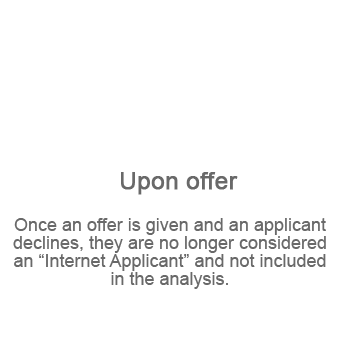 Upon offer
Once an offer is given and an applicant
declines, they are no longer considered
an “Internet Applicant” and not included
in the analysis.